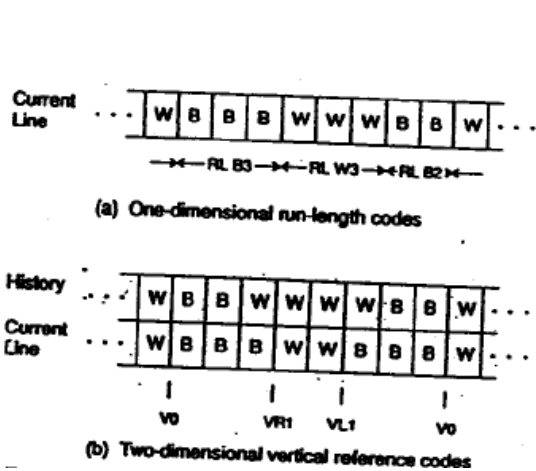 Current
Line
. . . W B B B W W W B B W . . .
RL B3 RL W3 RL B2
(a) One-dimensional run-length codes
History
. . . W B B W W W W B B W . . .
Current
Line
. . . W B B B W W B B B W . . .
V0 VR1 VL1 V0
(b) Two-dimensional vertical reference codes